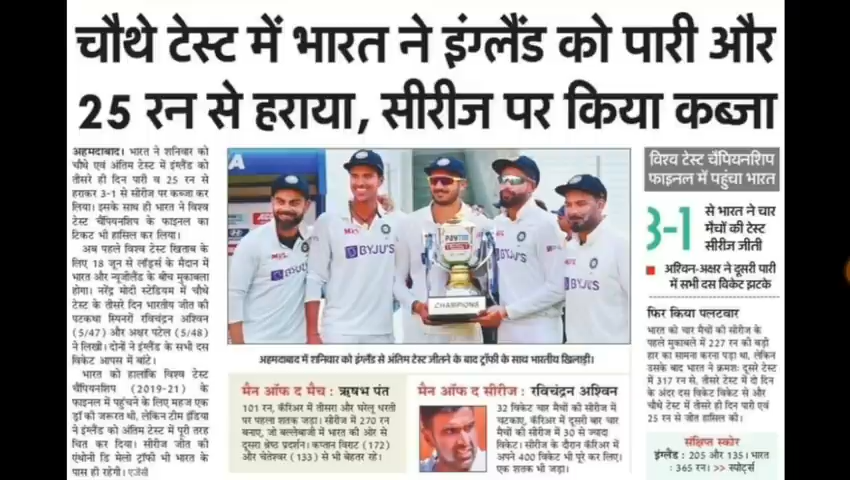 चौथे टेस्ट में भारत ने इंग्लैंड को पारी और
25 रन से हराया, सीरीज पर किया कब्जा
अहमदाबाद। भारत ने शनिवार को
चौथे एवं अंतिम टेस्ट में इंग्लैंड को
तीसरे ही दिन पारी व 25 रन से
हराकर 3-1 से सीरीज पर कब्जा कर
लिया। इसके साथ ही भारत ने विश्व
टेस्ट चैंपियनशिप के फाइनल का
टिकट भी हासिल कर लिया।
अब पहले विश्व टेस्ट खिताब के
लिए 18 जून से लॉर्ड्स के मैदान में
भारत और न्यूजीलैंड के बीच मुकाबला
होगा। नरेंद्र मोदी स्टेडियम में चौथे
टेस्ट के तीसरे दिन भारतीय जीत की
पटकथा स्पिनरों रविचंद्रन अश्विन
(5/47) और अक्षर पटेल (5/48)
ने लिखी। दोनों ने इंग्लैंड के सभी दस
विकेट आपस में बांटे।
भारत को हालांकि विश्व टेस्ट
चैंपियनशिप (2019-21) के
फाइनल में पहुंचने के लिए महज एक
ड्रॉ की जरूरत थी, लेकिन टीम इंडिया
ने इंग्लैंड को अंतिम टेस्ट में पूरी तरह
चित कर दिया। सीरीज जीत की
एंथोनी डि मेलो ट्रॉफी भी भारत के
पास ही रहेगी। एजेंसी
BYJU'S
PAYTM
BYJU'S
CHAMPIONS
अहमदाबाद में शनिवार को इंग्लैंड से अंतिम टेस्ट जीतने के बाद ट्रॉफी के साथ भारतीय खिलाड़ी।
मैन ऑफ द मैच : ऋषभ पंत
101 रन, कॅरिअर में तीसरा और घरेलू धरती
पर पहला शतक जड़ा। सीरीज में 270 रन
बनाए, जो बल्लेबाजी में भारत की ओर से
दूसरा श्रेष्ठ प्रदर्शन। कप्तान विराट (172)
और चेतेश्वर (133) से भी बेहतर रहे।
मैन ऑफ द सीरीज : रविचंद्रन अश्विन
32 विकेट चार मैचों की सीरीज में
चटकाए, कॅरिअर में दूसरी बार चार
मैचों की सीरीज में 30 से ज्यादा
विकेट। सीरीज के दौरान कॅरिअर में
अपने 400 विकेट भी पूरे कर लिए।
एक शतक भी जड़ा।
विश्व टेस्ट चैंपियनशिप
फाइनल में पहुंचा भारत
3-1 से भारत ने चार
मैचों की टेस्ट
सीरीज जीती
अश्विन-अक्षर ने दूसरी पारी
में सभी दस विकेट झटके
फिर किया पलटवार
भारत को चार मैचों की सीरीज के
पहले मुकाबले में 227 रन की बड़ी
हार का सामना करना पड़ा था, लेकिन
उसके बाद भारत ने क्रमशः दूसरे टेस्ट
में 317 रन से, तीसरे टेस्ट में दो दिन
के अंदर दस विकेट विकेट से और
चौथे टेस्ट में तीसरे ही दिन पारी एवं
25 रन से जीत हासिल की।
संक्षिप्त स्कोर
इंग्लैंड : 205 और 135। भारत
: 365 रन। >> स्पोर्ट्स